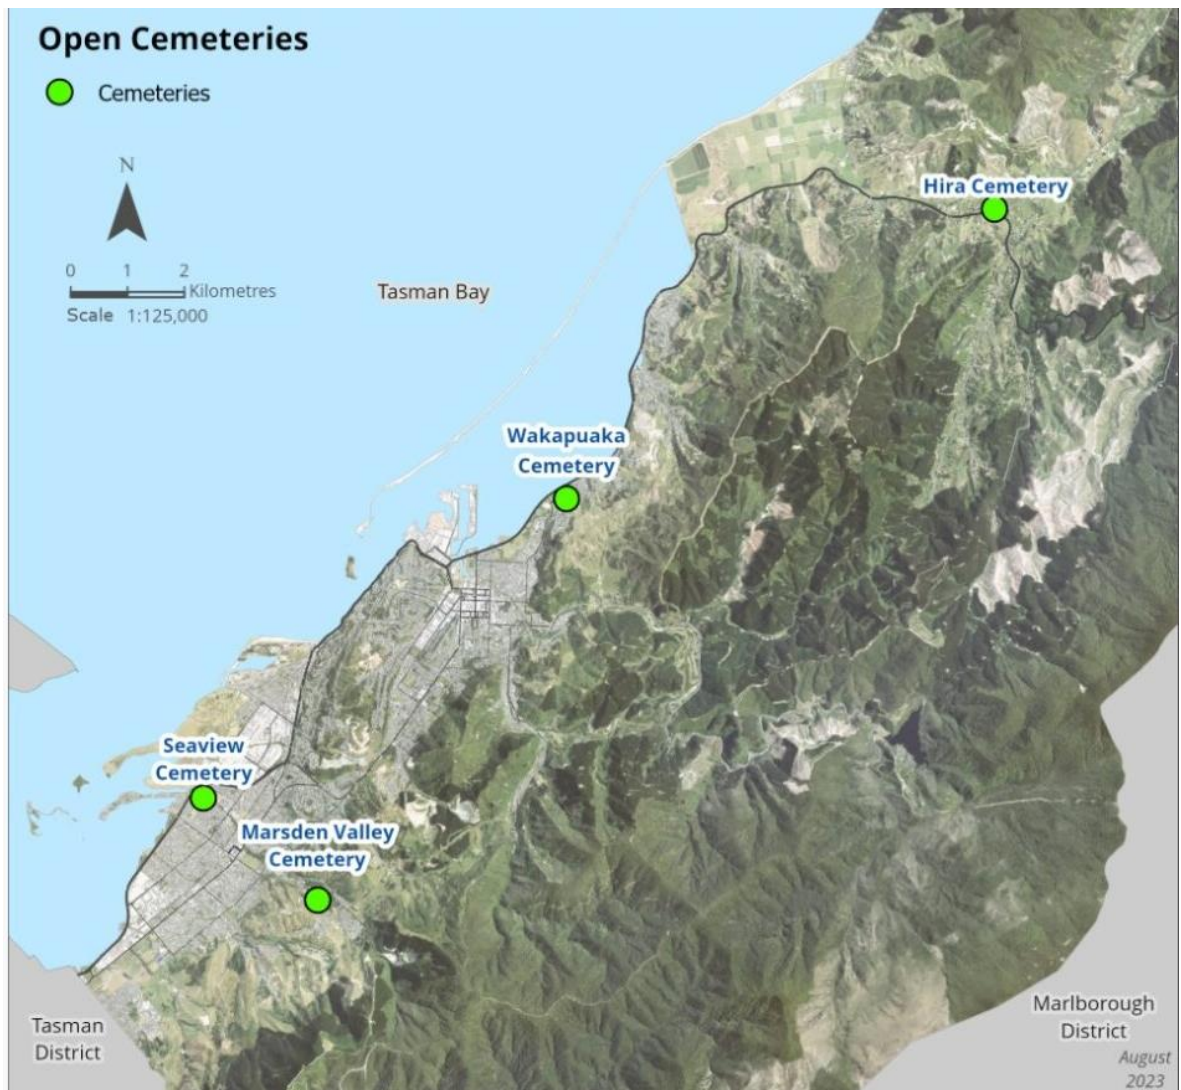 Open Cemeteries
Cemeteries
N
0 1 2
Kilometres
Scale 1:125,000
Tasman Bay
Hira Cemetery
Wakapuaka
Cemetery
Seaview
Cemetery
Marsden Valley
Cemetery
Tasman
District
Marlborough
District
August
2023